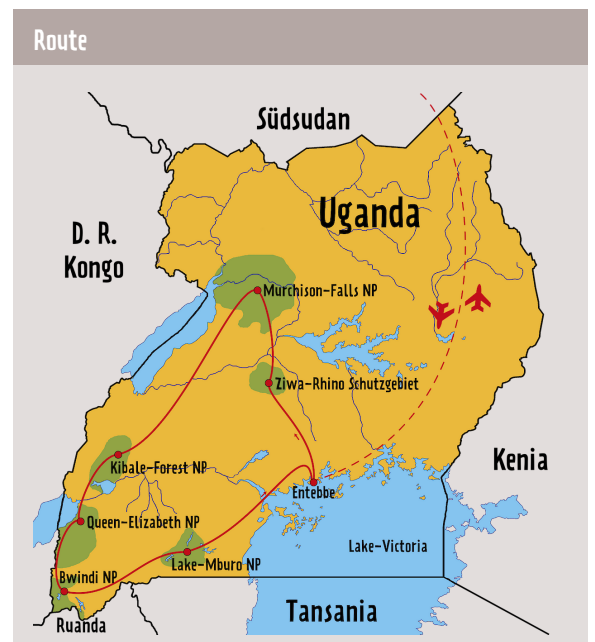 Route
Südsudan
Uganda
D. R.
Kongo
Murchison-Falls NP
Ziwa-Rhino Schutzgebiet
Kenia
Kibale-Forest NP
Entebbe
Queen-Elizabeth NP
Lake-Victoria
Lake-Mburo NP
Bwindi NP
Tansania
Ruanda